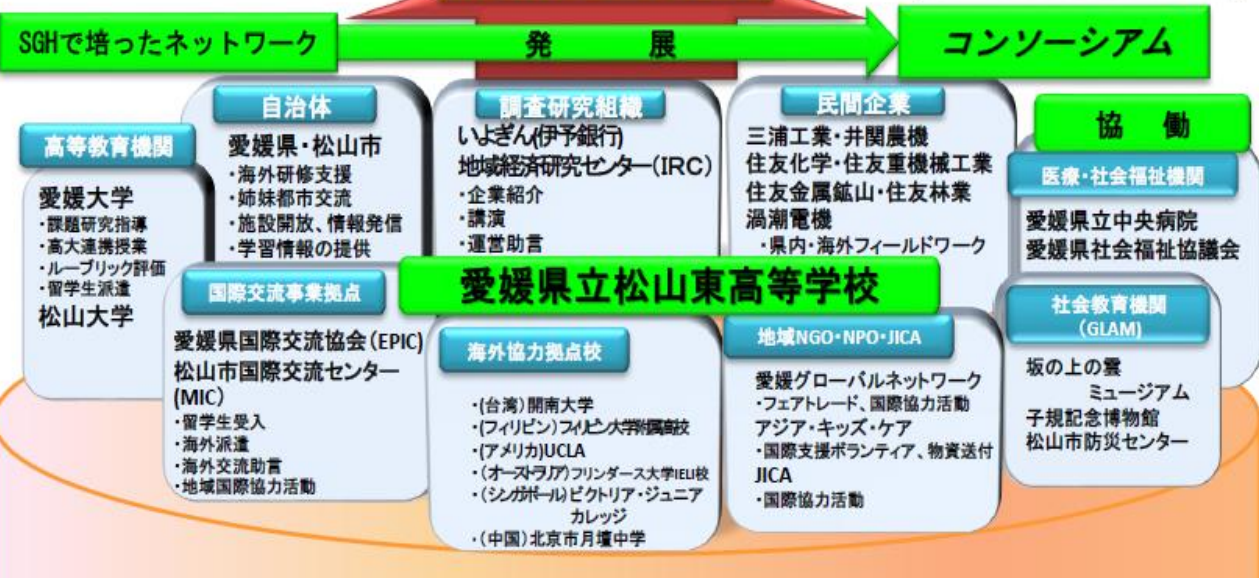 SGHで培ったネットワーク
発　展
コンソーシアム
協　働
高等教育機関
愛媛大学
・課題研究指導
・高大連携授業
・ルーブリック評価
・留学生派遣
松山大学
自治体
愛媛県・松山市
・海外研修支援
・姉妹都市交流
・施設開放、情報発信
・学習情報の提供
調査研究組織
いよぎん(伊予銀行)
地域経済研究センター(IRC)
・企業紹介
・講演
・運営助言
民間企業
三浦工業・井関農機
住友化学・住友重機械工業
住友金属鉱山・住友林業
渦潮電機
・県内・海外フィールドワーク
医療・社会福祉機関
愛媛県立中央病院
愛媛県社会福祉協議会
愛媛県立松山東高等学校
国際交流事業拠点
愛媛県国際交流協会(EPIC)
松山市国際交流センター
(MIC)
・留学生受入
・海外派遣
・海外交流助言
・地域国際協力活動
海外協力拠点校
・(台湾)開南大学
・(フィリピン)フィリピン大学附属高校
・(アメリカ)UCLA
・(オーストラリア)フリンダース大学IELI校
・(シンガポール)ビクトリア・ジュニア
カレッジ
・(中国)北京市月壇中学
地域NGO・NPO・JICA
愛媛グローバルネットワーク
・フェアトレード、国際協力活動
アジア・キッズ・ケア
・国際支援ボランティア、物資送付
JICA
・国際協力活動
社会教育機関
(GLAM)
坂の上の雲
ミュージアム
子規記念博物館
松山市防災センター